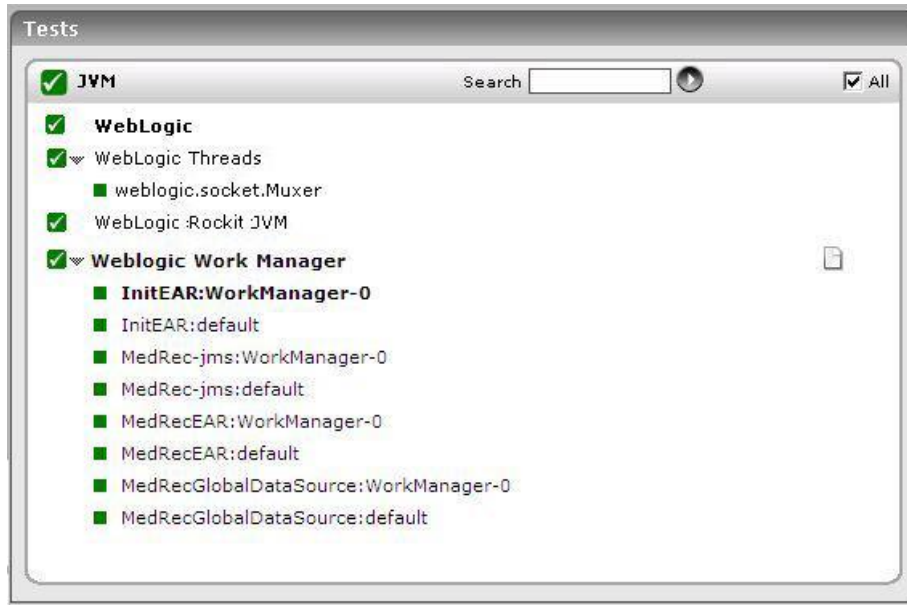 Tests
JVM Search All
WebLogic
WebLogic Threads
weblogic.socket.Muxer
WebLogic Rockit JVM
Weblogic Work Manager
InitEAR:WorkManager-0
InitEAR:default
MedRec-jms:WorkManager-0
MedRec-jms:default
MedRecEAR:WorkManager-0
MedRecEAR:default
MedRecGlobalDataSource:WorkManager-0
MedRecGlobalDataSource:default